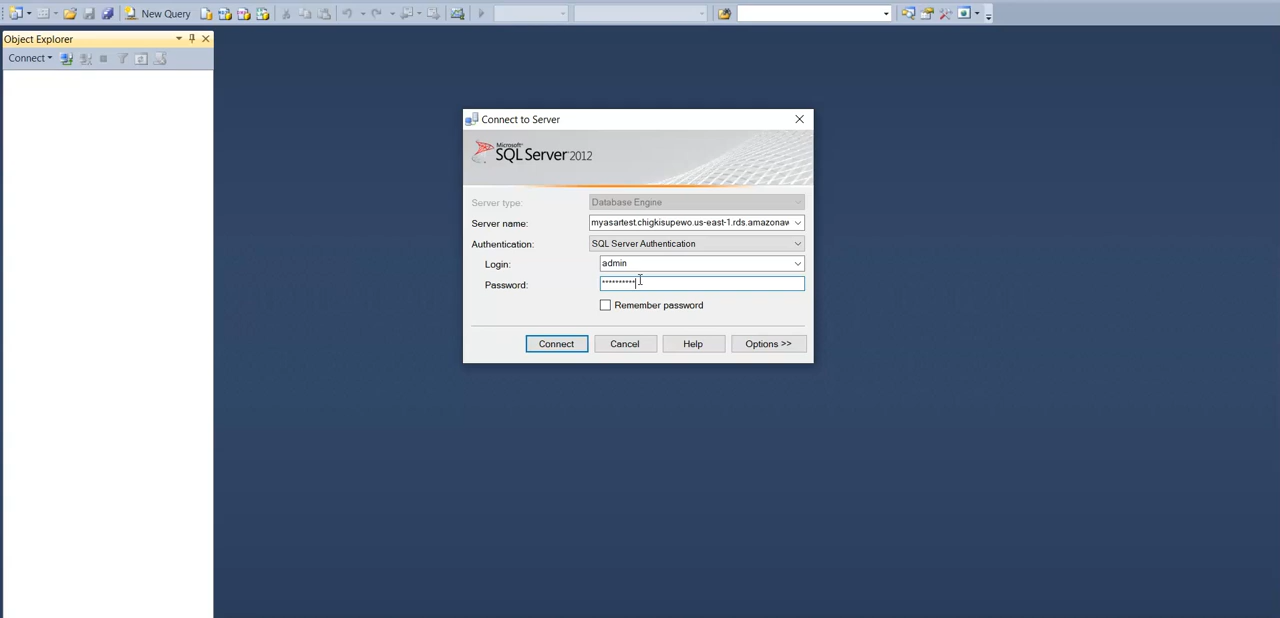 New Query
Object Explorer
Connect
Connect to Server
Microsoft®
SQL Server 2012
Server type: Database Engine
Server name: myasartest.chigkisupewo.us-east-1.rds.amazonaw
Authentication: SQL Server Authentication
Login: admin
Password: **********
Remember password
Connect Cancel Help Options >>